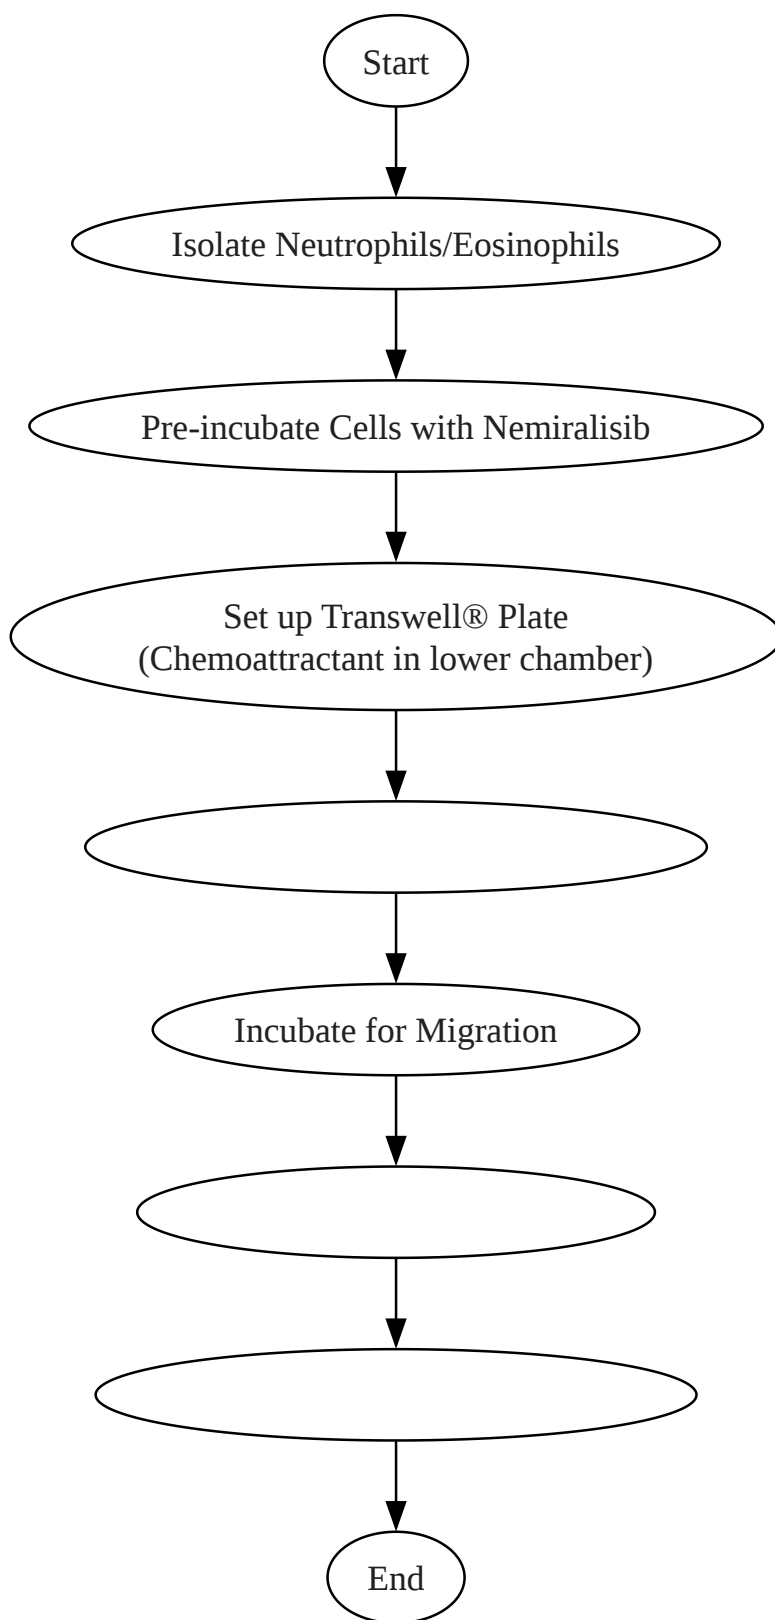 Start
Isolate Neutrophils/Eosinophils
Pre-incubate Cells with Nemiralisib
Set up Transwell® Plate
(Chemoattractant in lower chamber)
Incubate for Migration
End